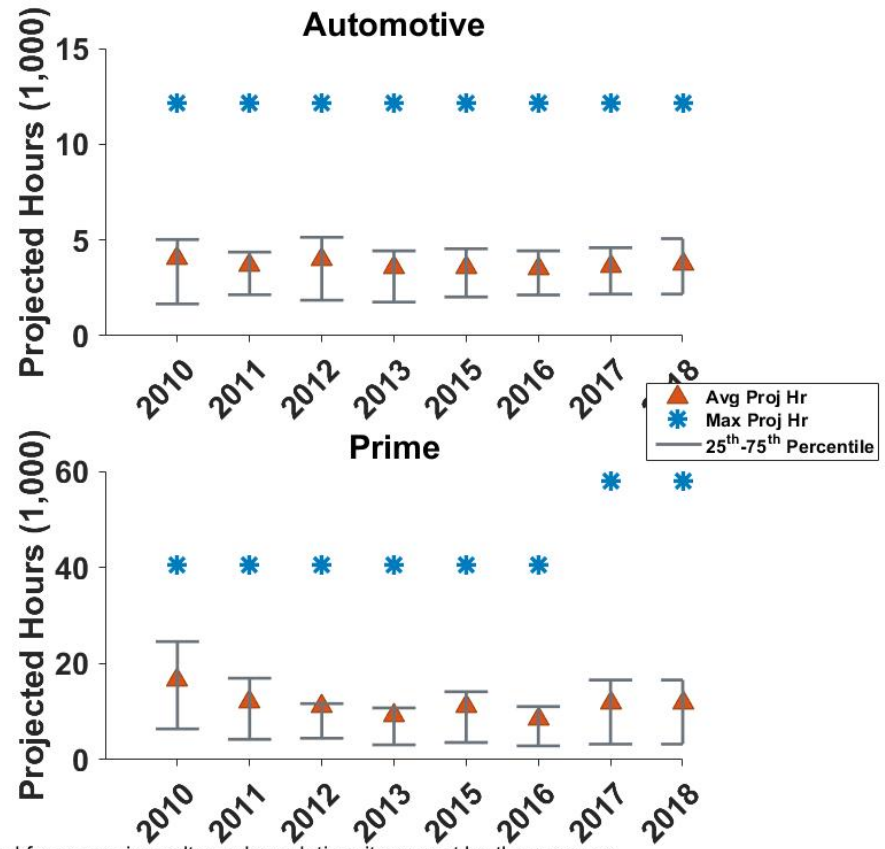 Automotive
Projected Hours (1,000)
15
10
5
0
2010 2011 2012 2013 2015 2016 2017
Avg Proj Hr
Max Proj Hr
25th-75th Percentile
Prime
Projected Hours (1,000)
60
40
20
0
2010 2011 2012 2013 2015 2016 2017 2018